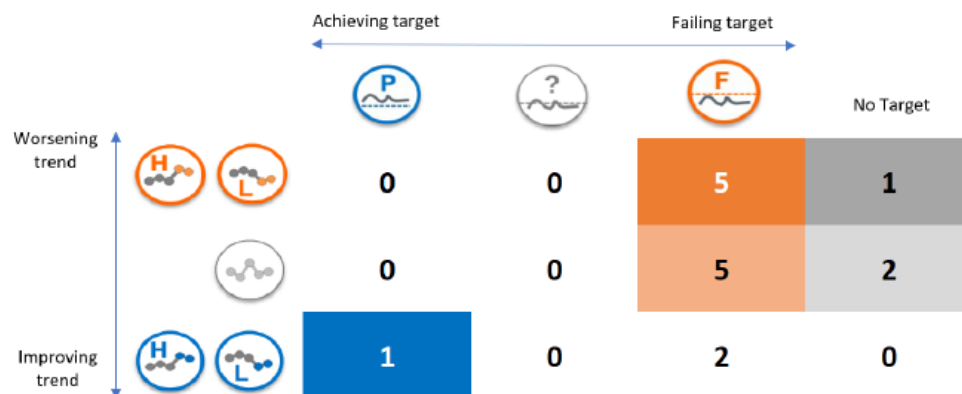 Achieving target Failing target
P ? F No Target
Worsening
trend
H L 0 0 5 1
0 0 5 2
H L 1 0 2 0
Improving
trend